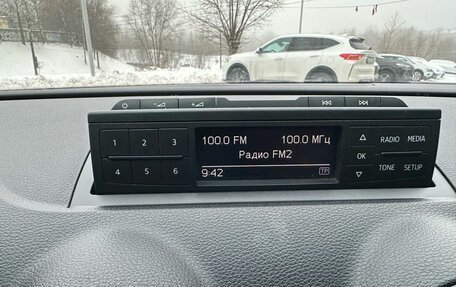 1 2 3
4 5 6
100.0 FM 100.0 МГц
Радио FM2
9:42 TP
OK
RADIO MEDIA
TONE SETUP